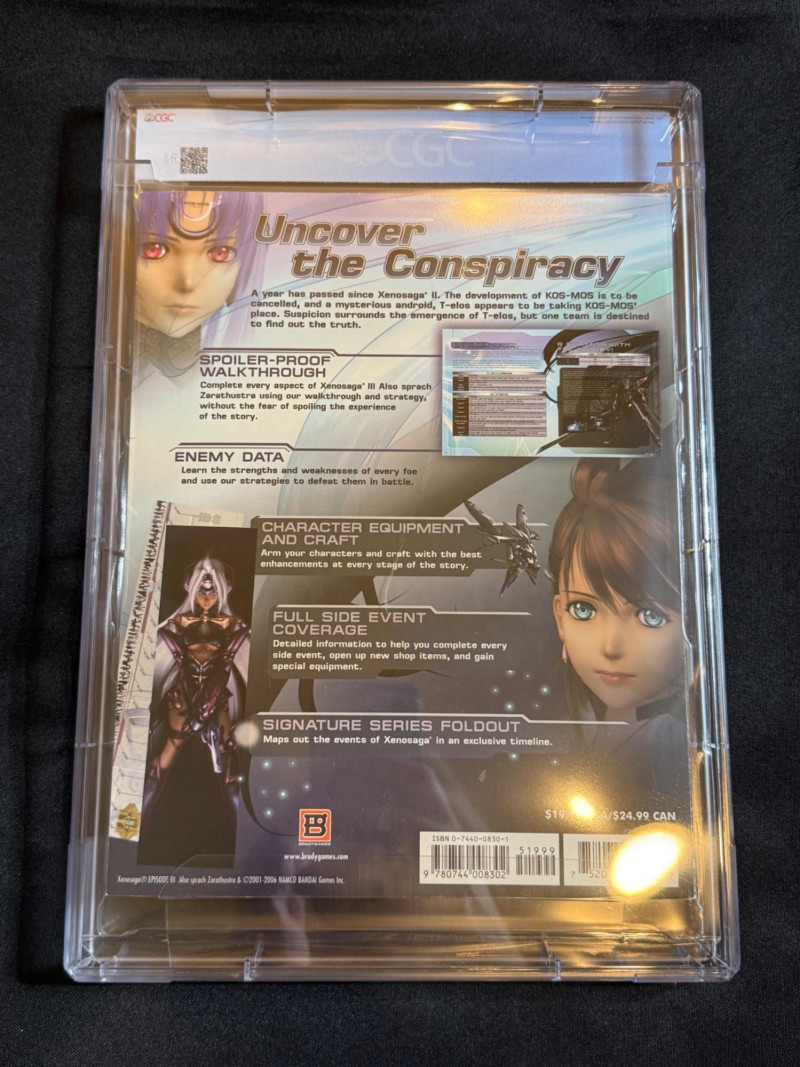 CGC
CGC
Uncover
the Conspiracy
A year has passed since Xenosaga® II. The development of KOS-MOS is to be
cancelled, and a mysterious android, T-elos appears to be taking KOS-MOS'
place. Suspicion surrounds the emergence of T-elos, but one team is destined
to find out the truth.
SPOILER-PROOF
WALKTHROUGH
Complete every aspect of Xenosaga® III Also sprach
Zarathustra using our walkthrough and strategy,
without the fear of spoiling the experience
of the story.
ENEMY DATA
Learn the strengths and weaknesses of every foe
and use our strategies to defeat them in battle.
CHARACTER EQUIPMENT
AND CRAFT
Arm your characters and craft with the best
enhancements at every stage of the story.
FULL SIDE EVENT
COVERAGE
Detailed information to help you complete every
side event, open up new shop items, and gain
special equipment.
SIGNATURE SERIES FOLDOUT
Maps out the events of Xenosaga® in an exclusive timeline.
$19. A/$24.99 CAN
BRADYGAMES
www.bradygames.com
ISBN 0-7440-0830-1
51999
9 780744 008302
7 520
Xenosaga® EPISODE III Also sprach Zarathustra & ©2001-2006 NAMCO BANDAI Games Inc.